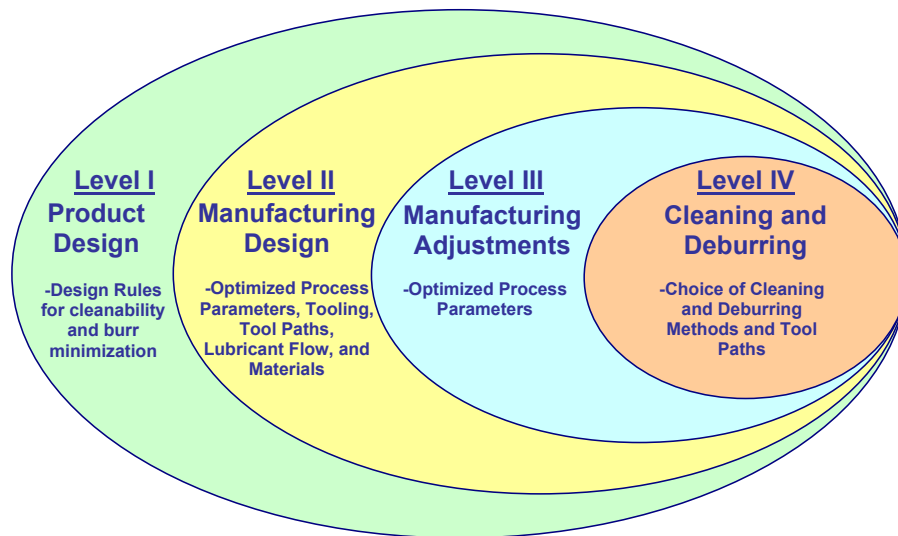 Level I
Product
Design
-Design Rules
for cleanability
and burr
minimization
Level II
Manufacturing
Design
-Optimized Process
Parameters, Tooling,
Tool Paths,
Lubricant Flow, and
Materials
Level III
Manufacturing
Adjustments
-Optimized Process
Parameters
Level IV
Cleaning and
Deburring
-Choice of Cleaning
and Deburring
Methods and Tool
Paths